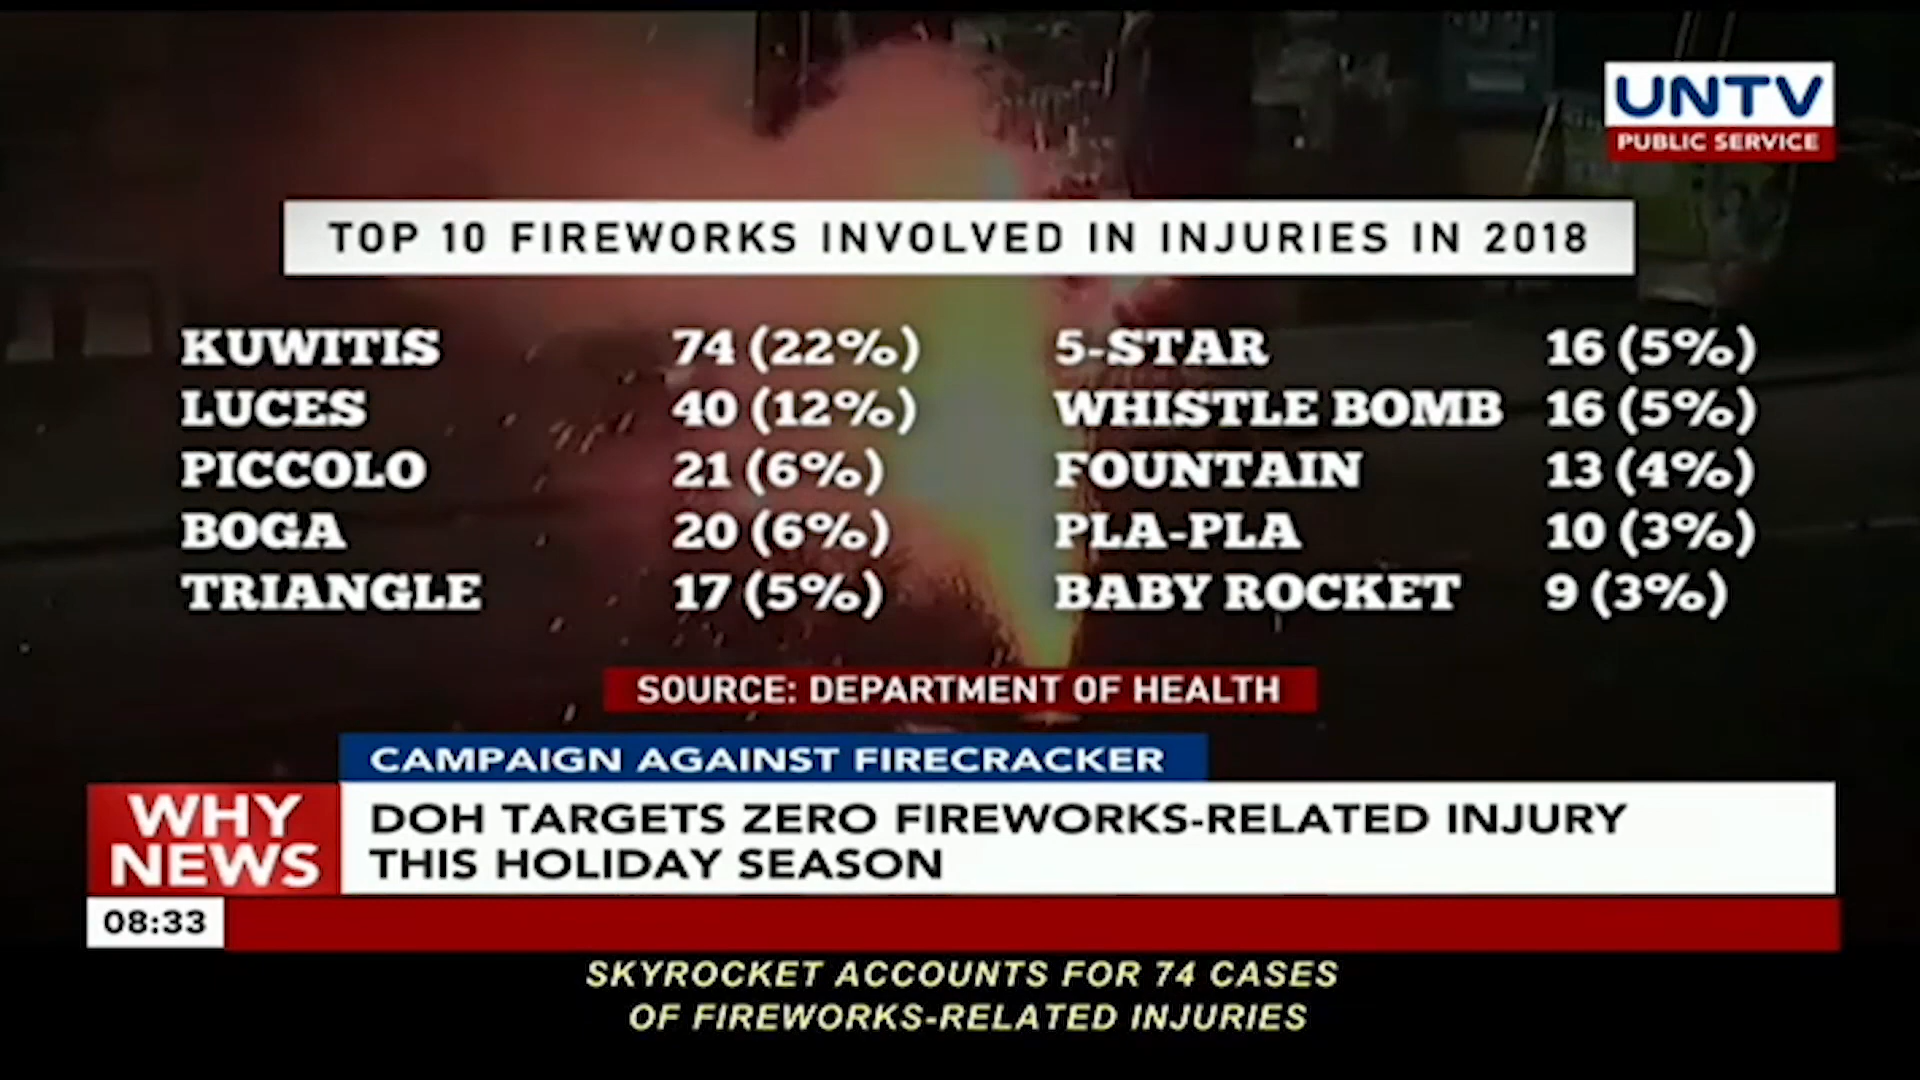 UNTV
PUBLIC SERVICE
TOP 10 FIREWORKS INVOLVED IN INJURIES IN 2018
KUWITIS 74 (22%)
LUCES 40 (12%)
PICCOLO 21 (6%)
BOGA 20 (6%)
TRIANGLE 17 (5%)
5-STAR 16 (5%)
WHISTLE BOMB 16 (5%)
FOUNTAIN 13 (4%)
PLA-PLA 10 (3%)
BABY ROCKET 9 (3%)
SOURCE: DEPARTMENT OF HEALTH
CAMPAIGN AGAINST FIRECRACKER
WHY
NEWS
DOH TARGETS ZERO FIREWORKS-RELATED INJURY
THIS HOLIDAY SEASON
08:33
SKYROCKET ACCOUNTS FOR 74 CASES
OF FIREWORKS-RELATED INJURIES